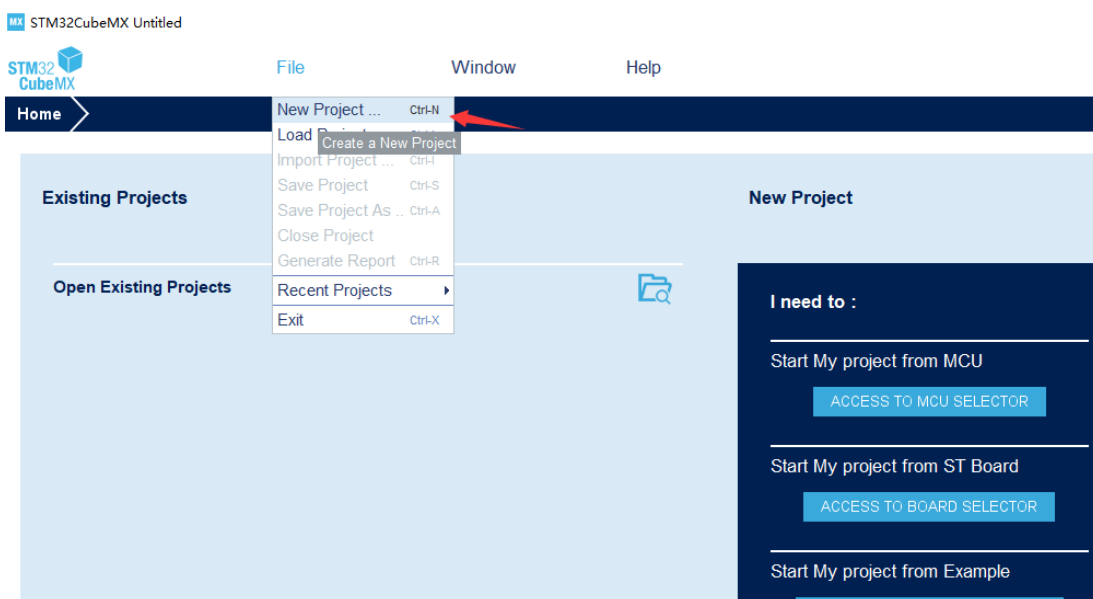 MX STM32CubeMX Untitled
STM32
CubeMX
File Window Help
Home
New Project ... Ctrl-N
Load
Create a New Project
Import Project ... Ctrl-I
Save Project Ctrl-S
Save Project As .. Ctrl-A
Close Project
Generate Report Ctrl-R
Recent Projects
Exit Ctrl-X
Existing Projects
Open Existing Projects
New Project
I need to :
Start My project from MCU
ACCESS TO MCU SELECTOR
Start My project from ST Board
ACCESS TO BOARD SELECTOR
Start My project from Example